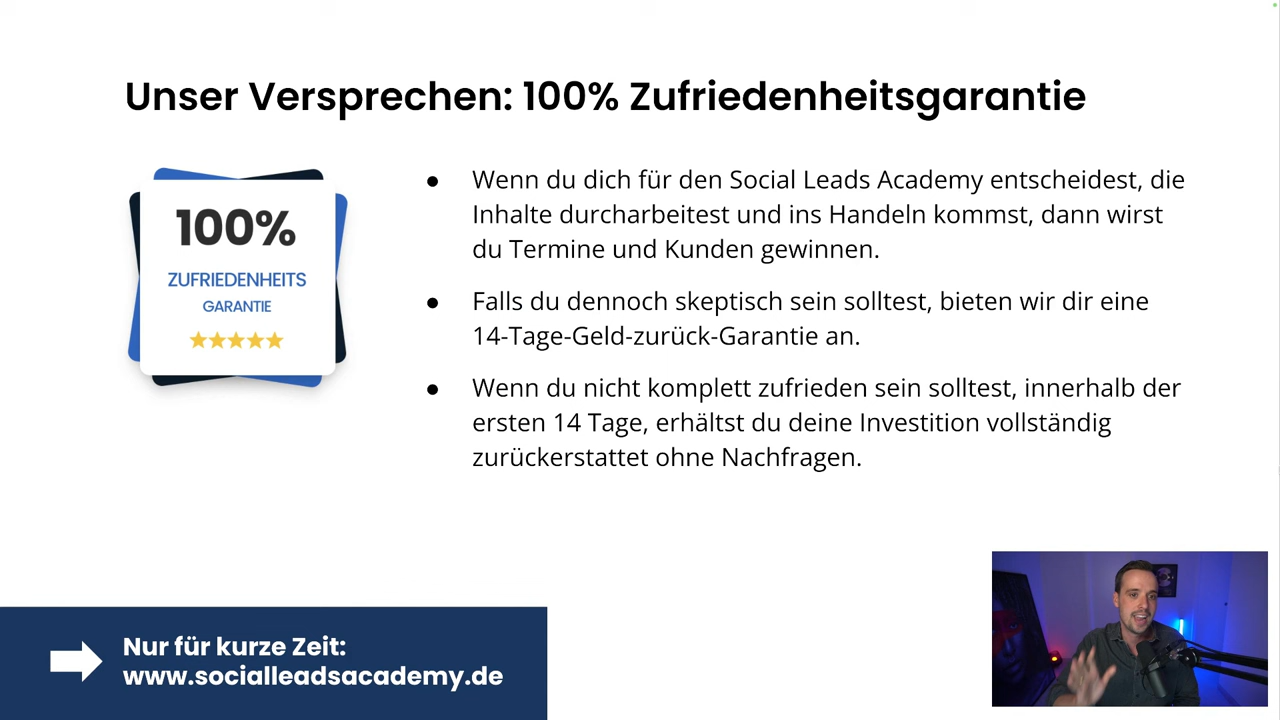 Unser Versprechen: 100% Zufriedenheitsgarantie
100%
ZUFRIEDENHEITS
GARANTIE
● Wenn du dich für den Social Leads Academy entscheidest, die
Inhalte durcharbeitest und ins Handeln kommst, dann wirst
du Termine und Kunden gewinnen.
● Falls du dennoch skeptisch sein solltest, bieten wir dir eine
14-Tage-Geld-zurück-Garantie an.
● Wenn du nicht komplett zufrieden sein solltest, innerhalb der
ersten 14 Tage, erhältst du deine Investition vollständig
zurückerstattet ohne Nachfragen.
Nur für kurze Zeit:
www.socialleadsacademy.de